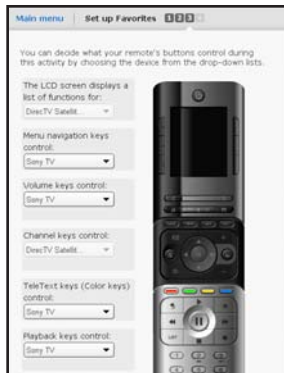 Main menu | Set up Favorites 1 2 3
You can decide what your remote's buttons control during
this activity by choosing the device from the drop-down lists.
The LCD screen displays a
list of functions for:
DirecTV Satellit...
Menu navigation keys
control:
Sony TV
Volume keys control:
Sony TV
Channel keys control:
DirecTV Satellit...
TeleText keys (Color keys)
control:
Sony TV
Playback keys control:
Sony TV